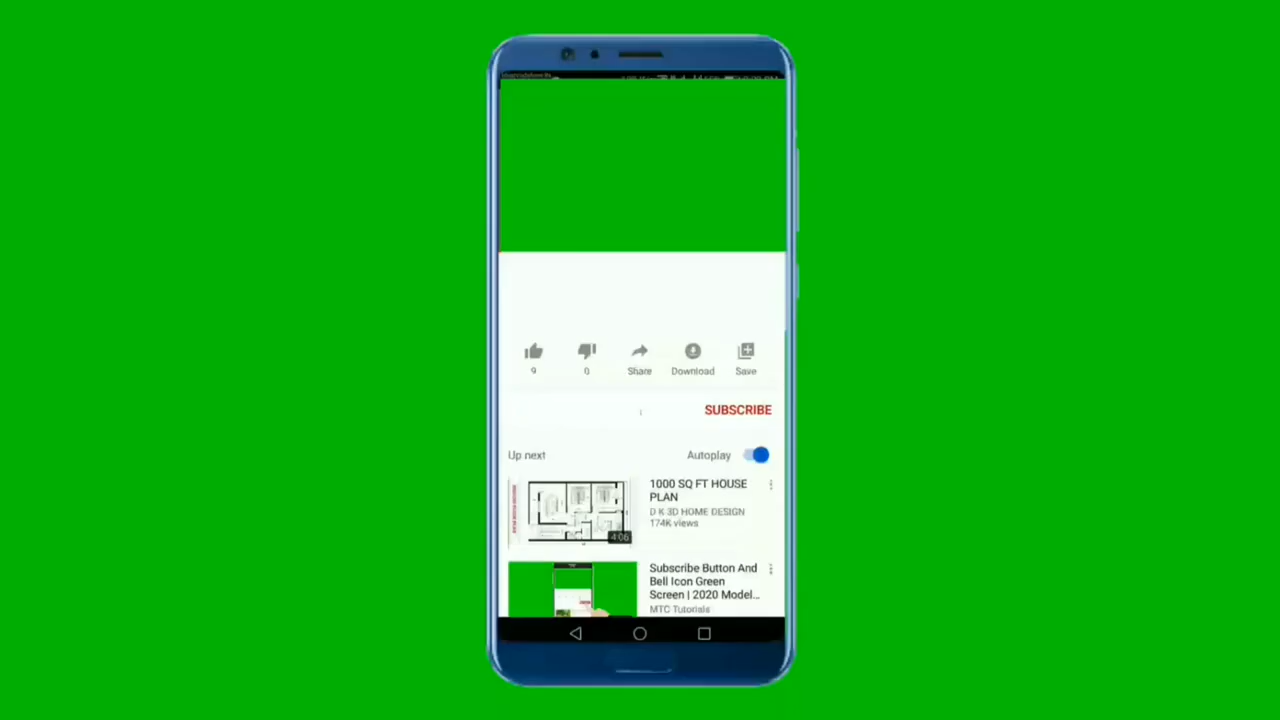 9 0 Share Download Save
SUBSCRIBE
Up next Autoplay
1000 SQ FT HOUSE
PLAN
D K 3D HOME DESIGN
174K views
4:06
Subscribe Button And
Bell Icon Green
Screen | 2020 Model...
MTC Tutorials